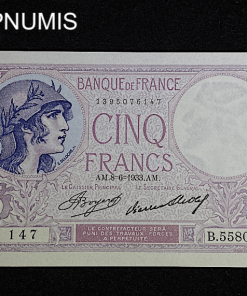 PNUMIS
BANQUE DE FRANCE
1395076147
CINQ
FRANCS
AM.8-6-1933.AM.
LE CAISSIER PRINCIPAL LE SECRÉTAIRE GÉNÉRAL
147
B.5580
LE CONTREFACTEUR SERA
PUNI DES TRAVAUX FORCÉS
À PERPÉTUITÉ